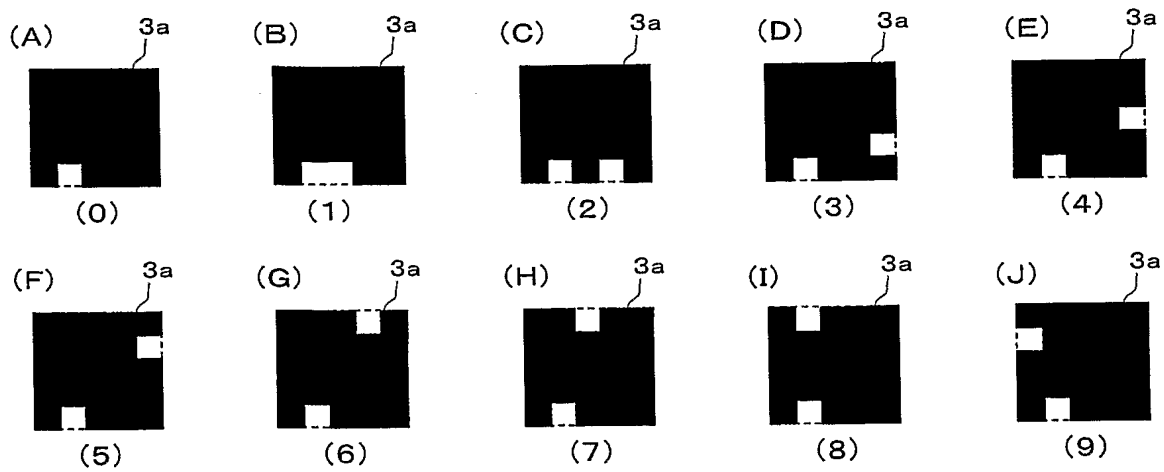 (A) 3a (B) 3a (C) 3a (D) 3a (E) 3a
(0) (1) (2) (3) (4)
(F) 3a (G) 3a (H) 3a (I) 3a (J) 3a
(5) (6) (7) (8) (9)